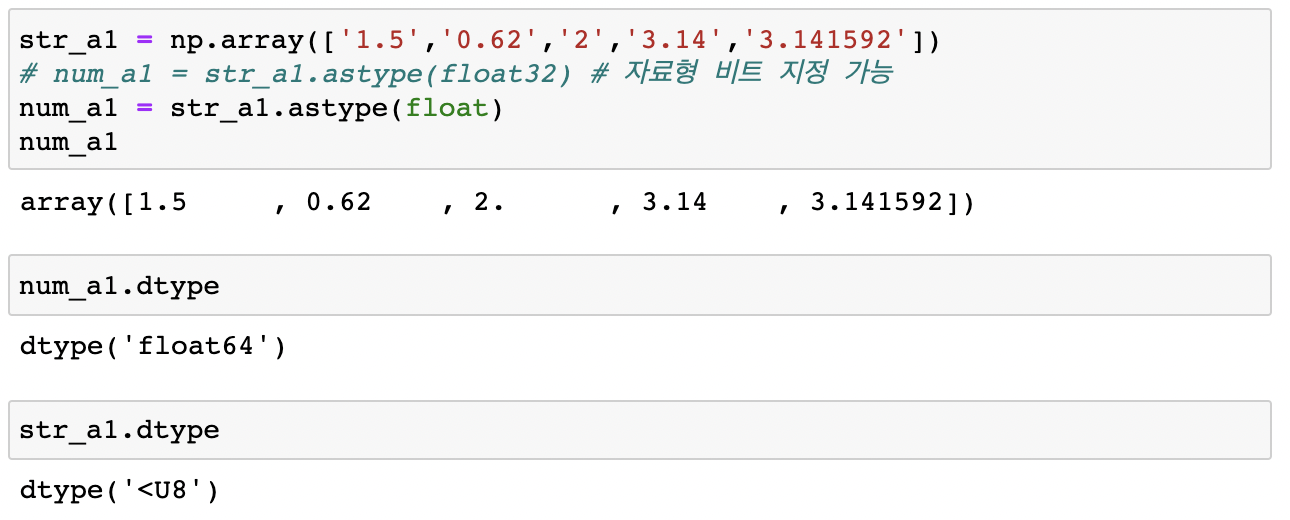 str_a1 = np.array(['1.5','0.62','2','3.14','3.141592'])
# num_a1 = str_a1.astype(float32) # 자료형 비트 지정 가능
num_a1 = str_a1.astype(float)
num_a1
array([1.5     , 0.62    , 2.      , 3.14    , 3.141592])
num_a1.dtype
dtype('float64')
str_a1.dtype
dtype('<U8')